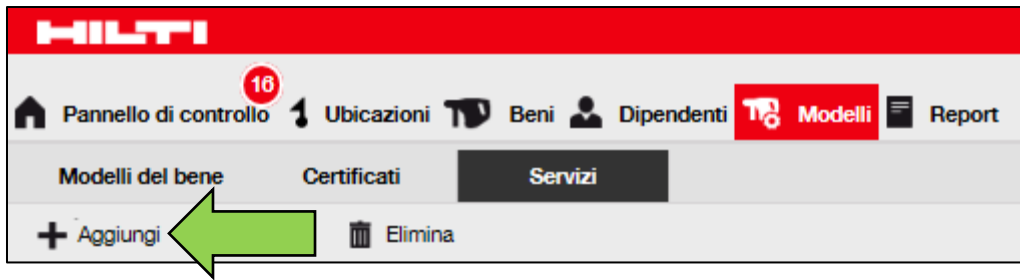 HILTI
16
Pannello di controllo Ubicazioni Beni Dipendenti Modelli Report
Modelli del bene Certificati Servizi
Aggiungi Elimina